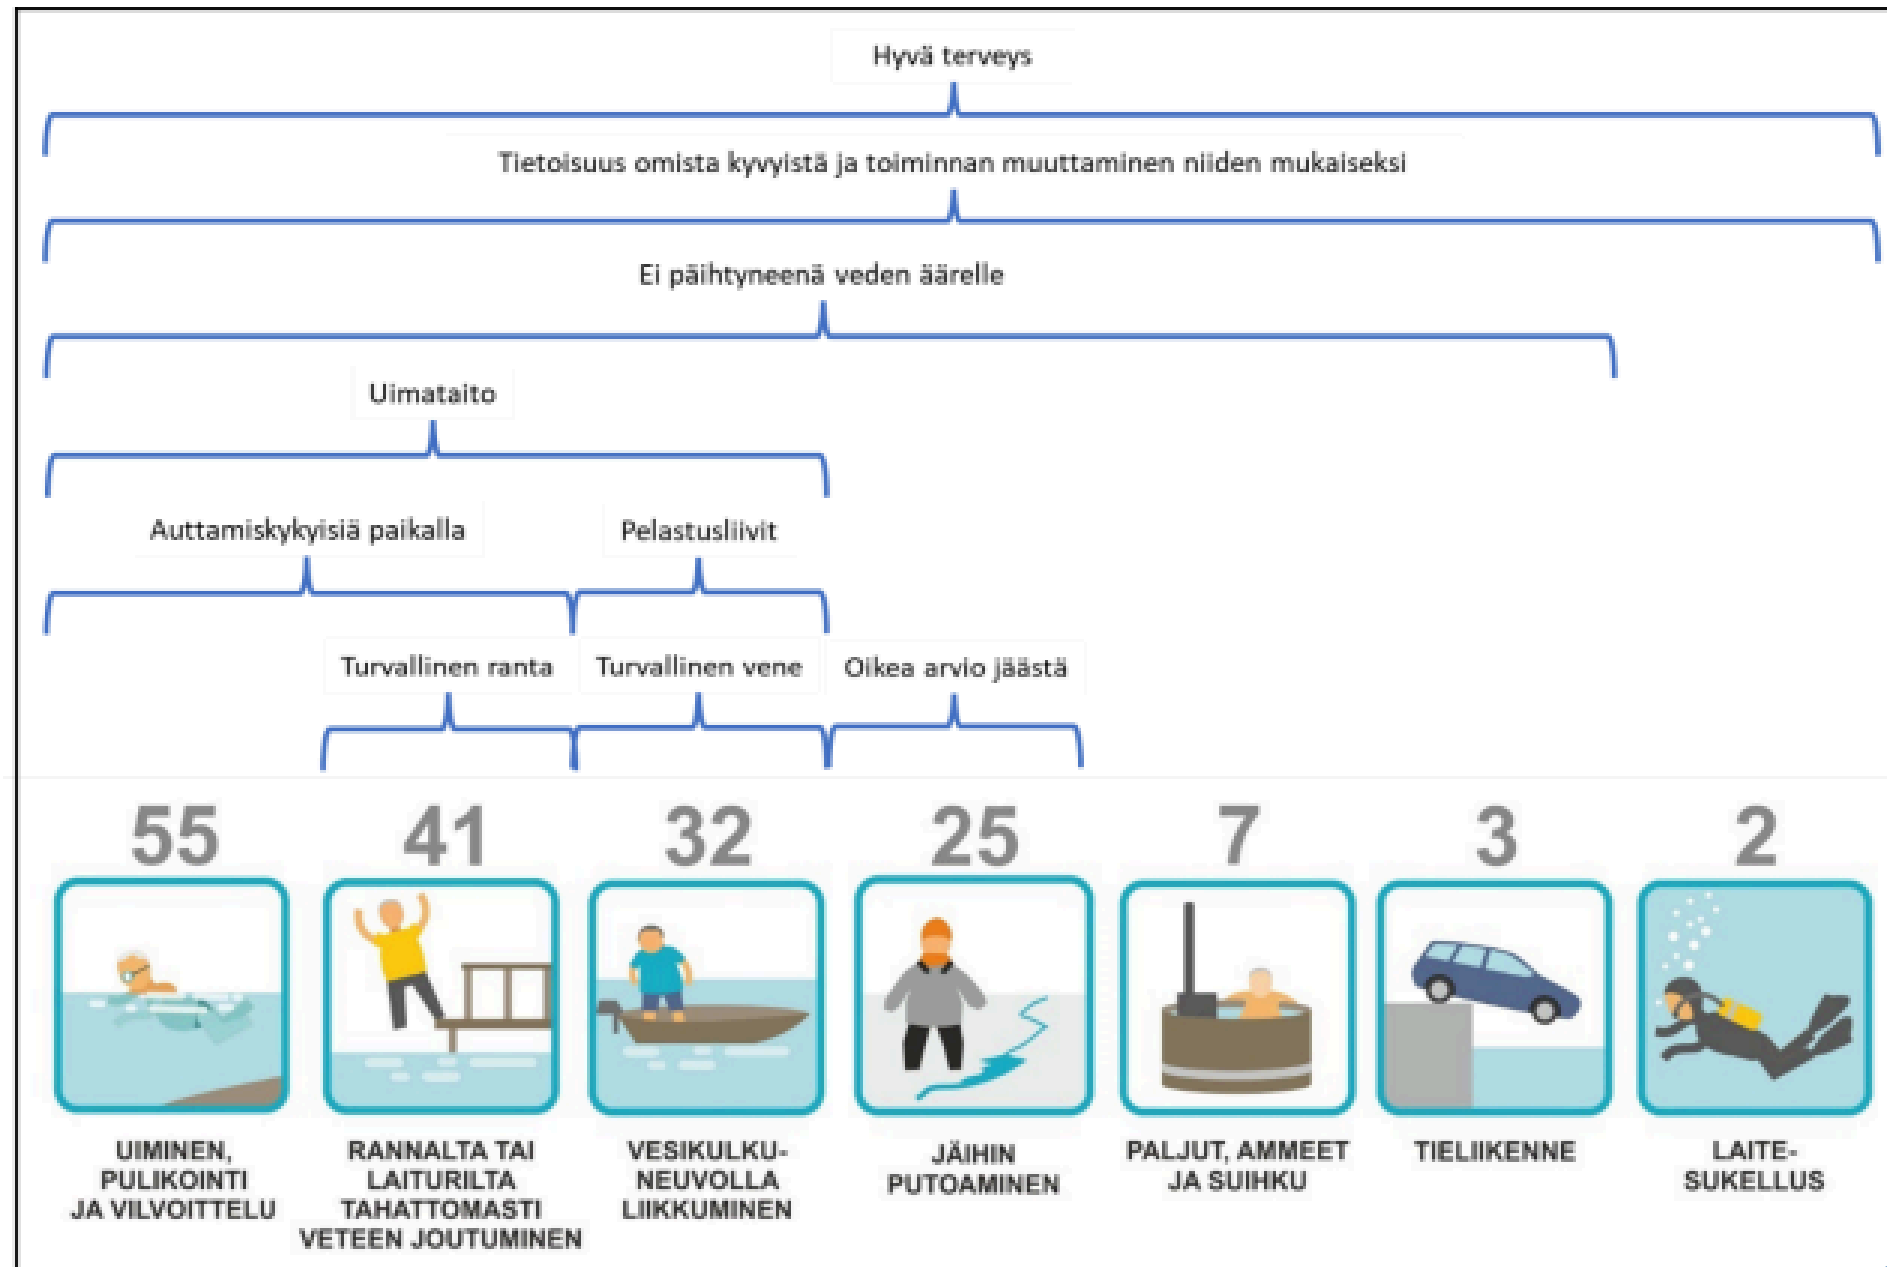 Hyvä terveys
Tietoisuus omista kyvyistä ja toiminnan muuttaminen niiden mukaiseksi
Ei päihtyneenä veden äärelle
Uimataito
Auttamiskykyisiä paikalla
Pelastusliivit
Turvallinen ranta
Turvallinen vene
Oikea arvio jäästä
55
41
32
25
7
3
2
UIMINEN,
PULIKOINTI
JA VILVOITTELU
RANNALTA TAI
LAITURILTA
TAHATTOMASTI
VETEEN JOUTUMINEN
VESIKULKU-
NEUVOLLA
LIIKKUMINEN
JÄIHIN
PUTOAMINEN
PALJUT, AMMEET
JA SUIHKU
TIELIIKENNE
LAITE-
SUKELLUS